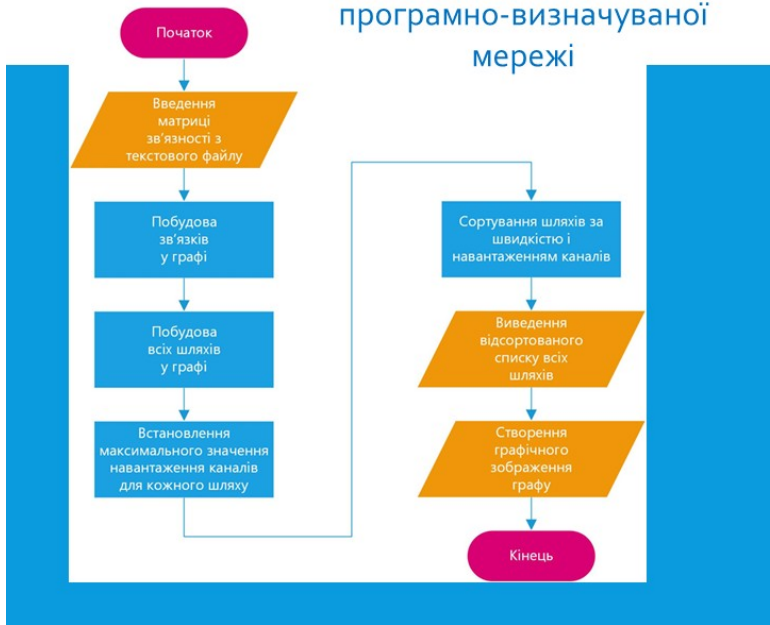 програмно-визначуваної
мережі
Початок
Введення
матриці
зв'язності з
текстового файлу
Побудова
зв'язків
у графі
Побудова
всіх шляхів
у графі
Встановлення
максимального значення
навантаження каналів
для кожного шляху
Сортування шляхів за
швидкістю і
навантаженням каналів
Виведення
відсортованого
списку всіх
шляхів
Створення
графічного
зображення
графу
Кінець